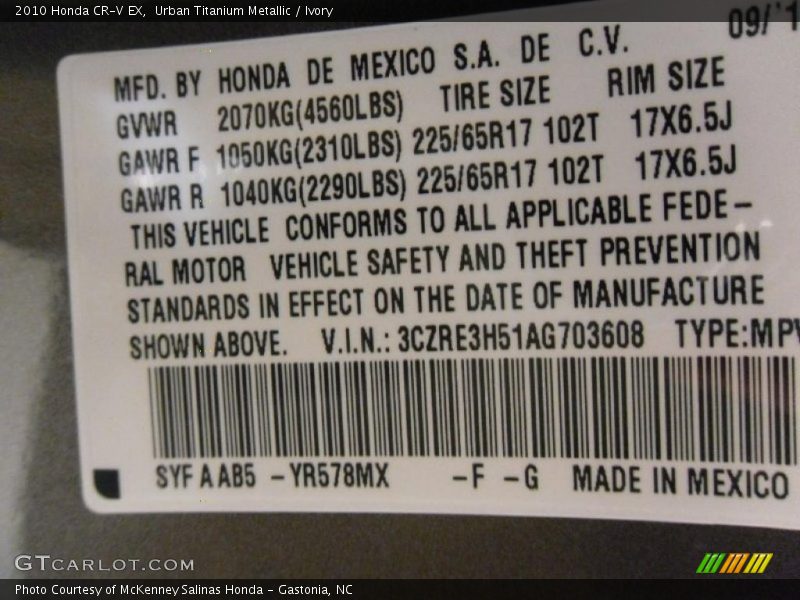 2010 Honda CR-V EX, Urban Titanium Metallic / Ivory
09/'1
MFD. BY HONDA DE MEXICO S.A. DE C.V.
GVWR 2070KG(4560LBS) TIRE SIZE RIM SIZE
GAWR F 1050KG(2310LBS) 225/65R17 102T 17X6.5J
GAWR R 1040KG(2290LBS) 225/65R17 102T 17X6.5J
THIS VEHICLE CONFORMS TO ALL APPLICABLE FEDE-
RAL MOTOR VEHICLE SAFETY AND THEFT PREVENTION
STANDARDS IN EFFECT ON THE DATE OF MANUFACTURE
SHOWN ABOVE. V.I.N.: 3CZRE3H51AG703608 TYPE:MPV
SYF AAB5 -YR578MX -F -G MADE IN MEXICO
GTCARLOT.COM
Photo Courtesy of McKenney Salinas Honda - Gastonia, NC